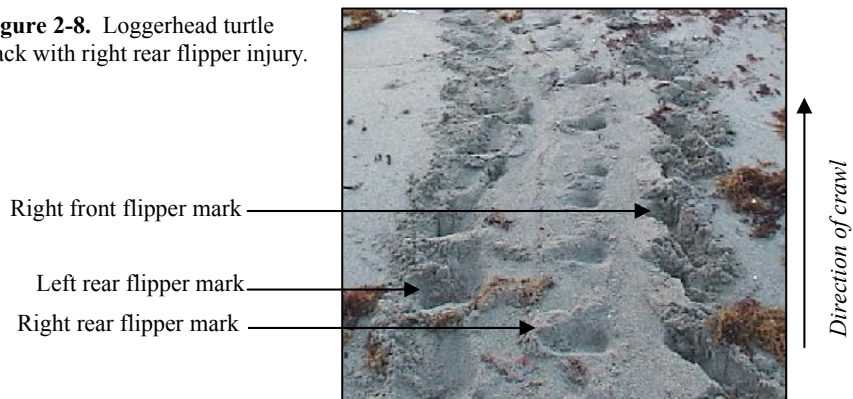 gure 2-8. Loggerhead turtle
ack with right rear flipper injury.
Right front flipper mark
Left rear flipper mark
Right rear flipper mark
Direction of crawl